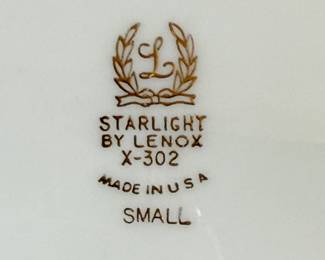 L
STARLIGHT
BY LENOX
X-302
MADE IN USA
SMALL